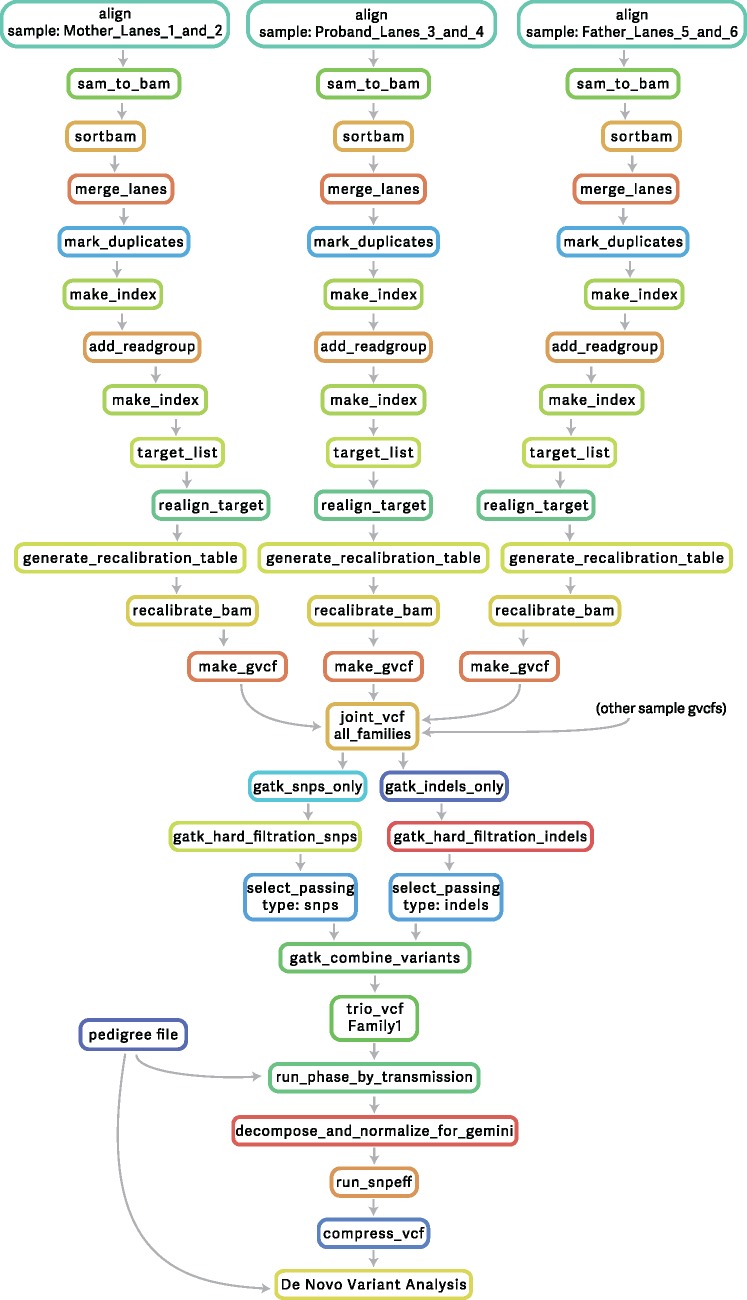 align
sample: Mother_Lanes_1_and_2
align
sample: Proband_Lanes_3_and_4
align
sample: Father_Lanes_5_and_6
sam_to_bam
sam_to_bam
sam_to_bam
sortbam
sortbam
sortbam
merge_lanes
merge_lanes
merge_lanes
mark_duplicates
mark_duplicates
mark_duplicates
make_index
make_index
make_index
add_readgroup
add_readgroup
add_readgroup
make_index
make_index
make_index
target_list
target_list
target_list
realign_target
realign_target
realign_target
generate_recalibration_table
generate_recalibration_table
generate_recalibration_table
recalibrate_bam
recalibrate_bam
recalibrate_bam
make_gvcf
make_gvcf
make_gvcf
joint_vcf
all_families
(other sample gvcfs)
gatk_snps_only
gatk_indels_only
gatk_hard_filtration_snps
gatk_hard_filtration_indels
select_passing
type: snps
select_passing
type: indels
gatk_combine_variants
trio_vcf
Family1
pedigree file
run_phase_by_transmission
decompose_and_normalize_for_gemini
run_snpeff
compress_vcf
De Novo Variant Analysis